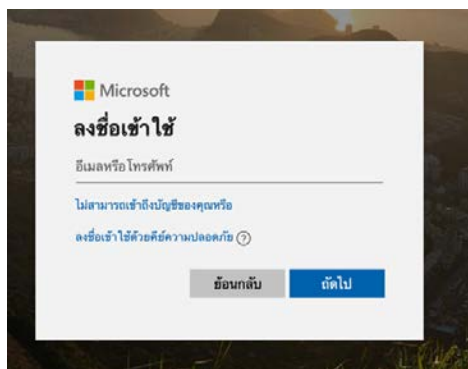 Microsoft
ลงชื่อเข้าใช้
อีเมลหรือโทรศัพท์
ไม่สามารถเข้าถึงบัญชีของคุณหรือ
ลงชื่อเข้าใช้ด้วยคีย์ความปลอดภัย ?
ย้อนกลับ ถัดไป